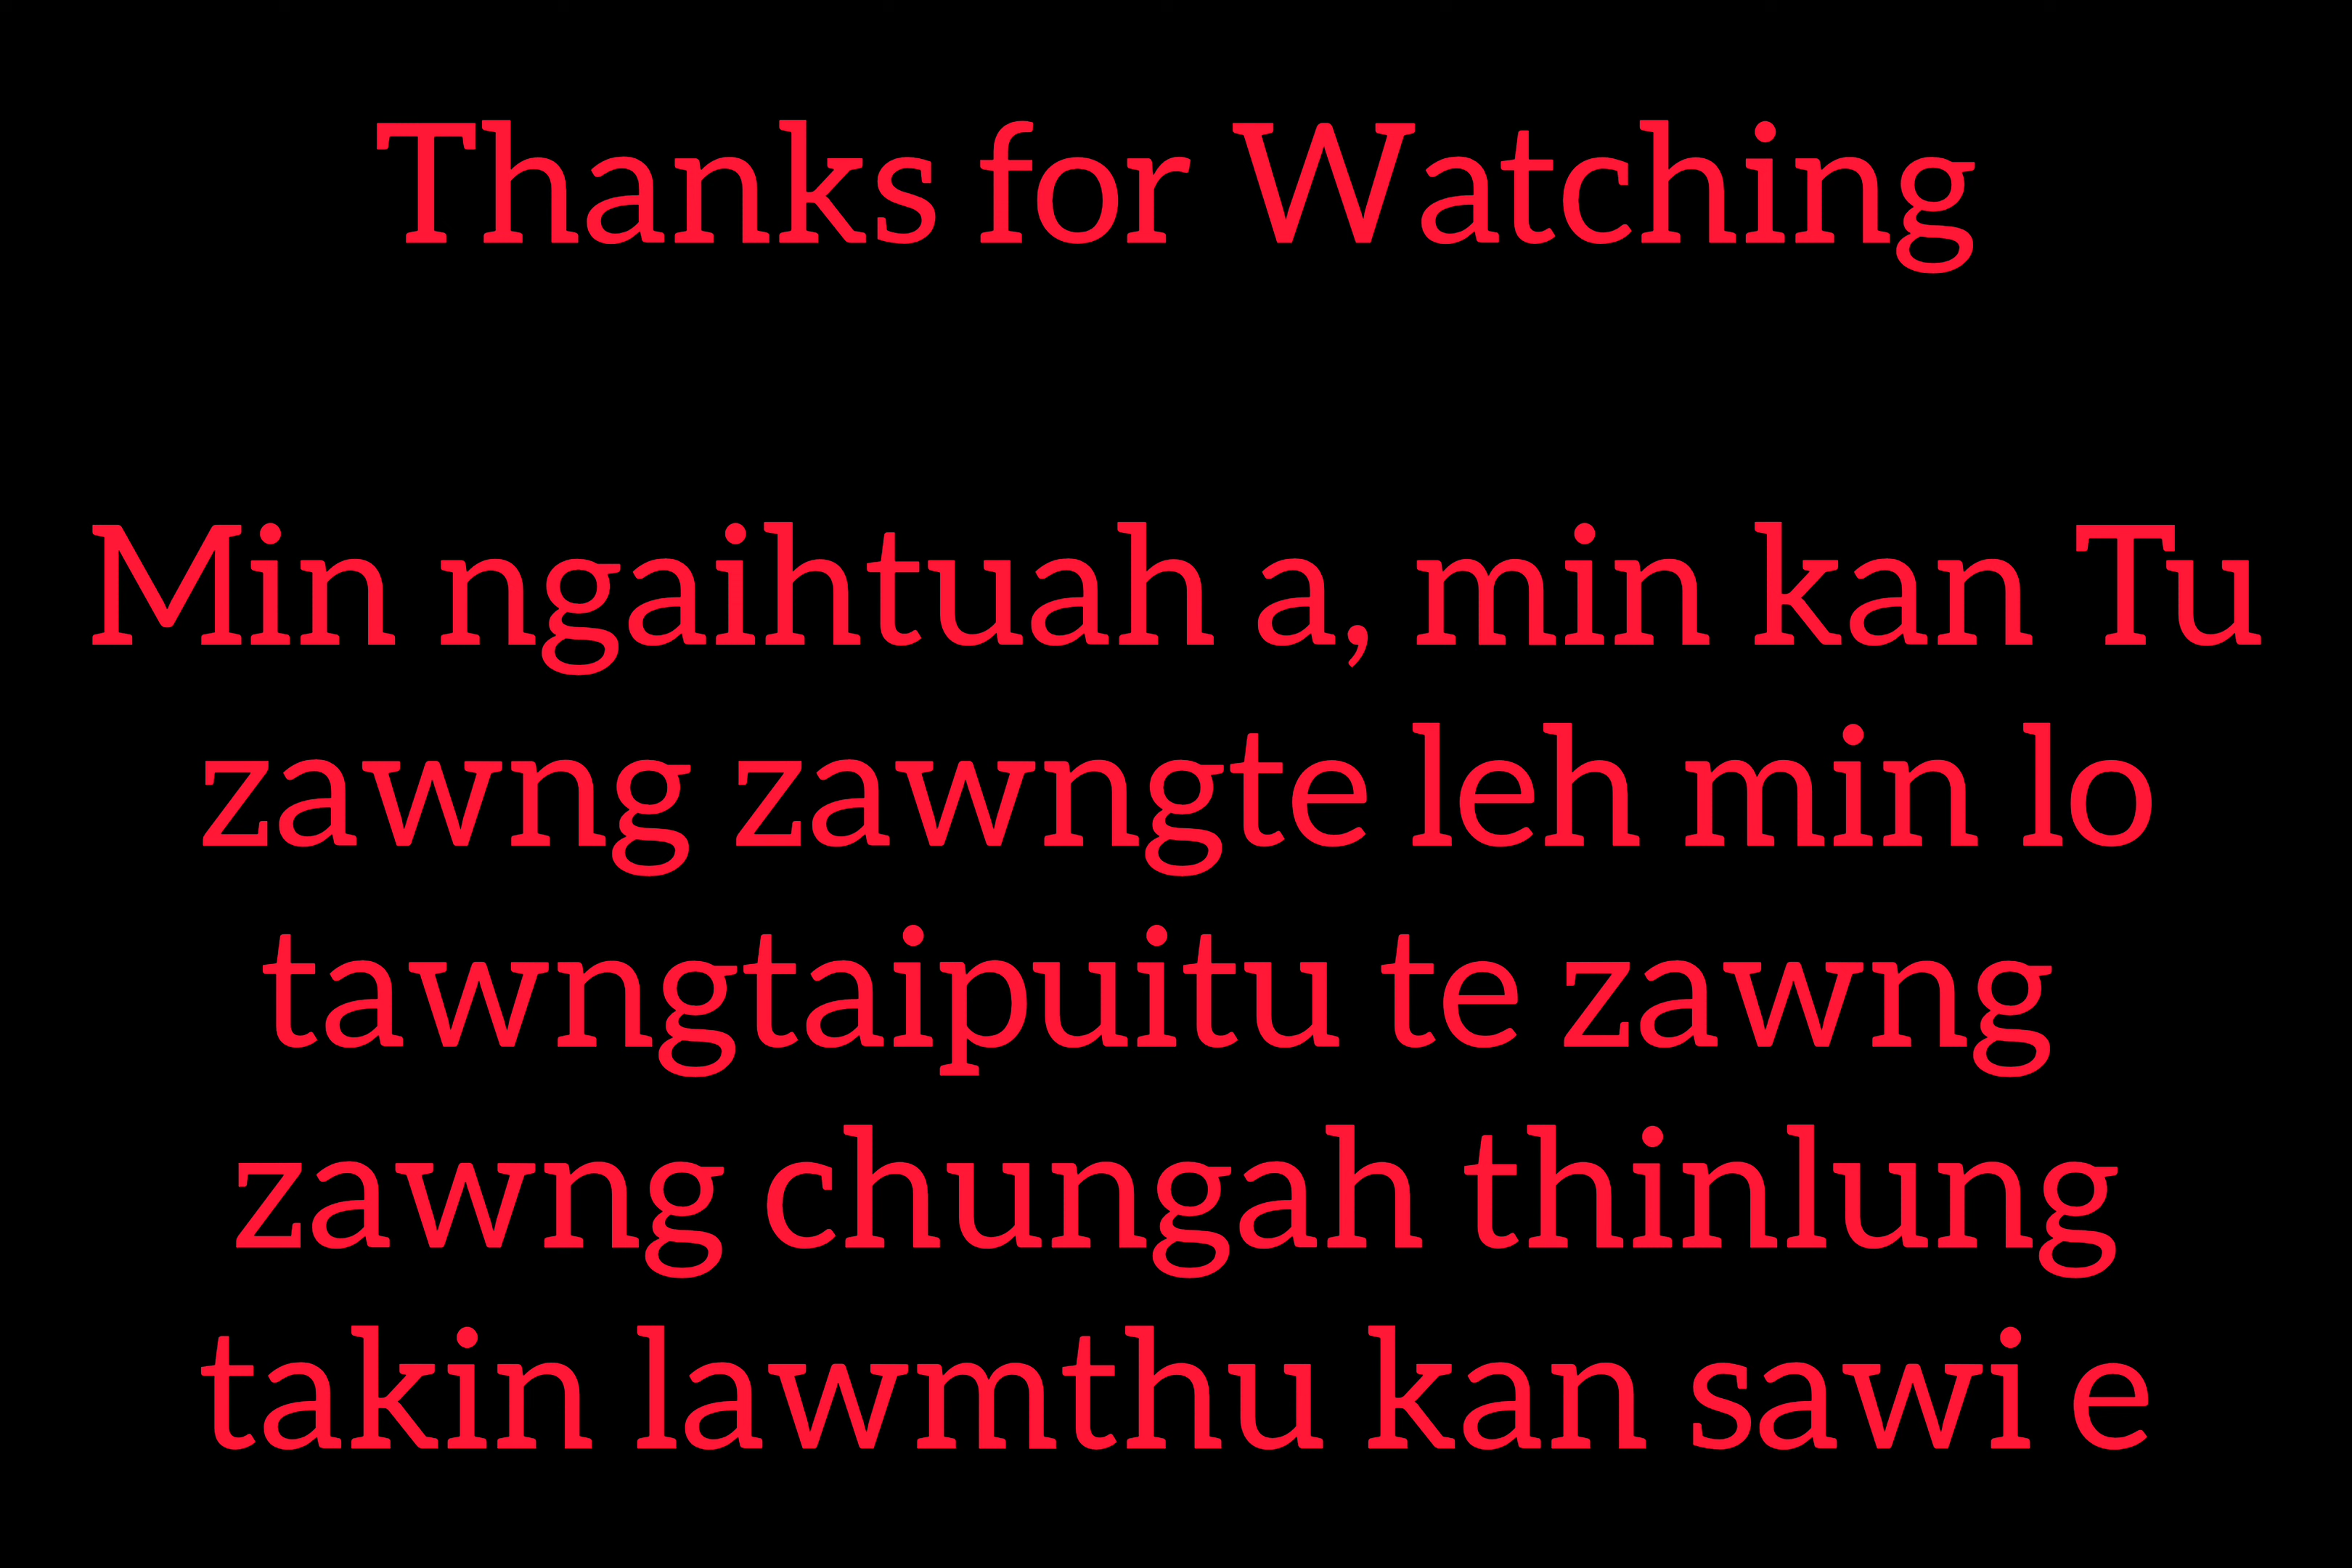 Thanks for Watching
Min ngaihtuah a, min kan Tu
zawng zawngte leh min lo
tawngtaipuitu te zawng
zawng chungah thinlung
takin lawmthu kan sawi e